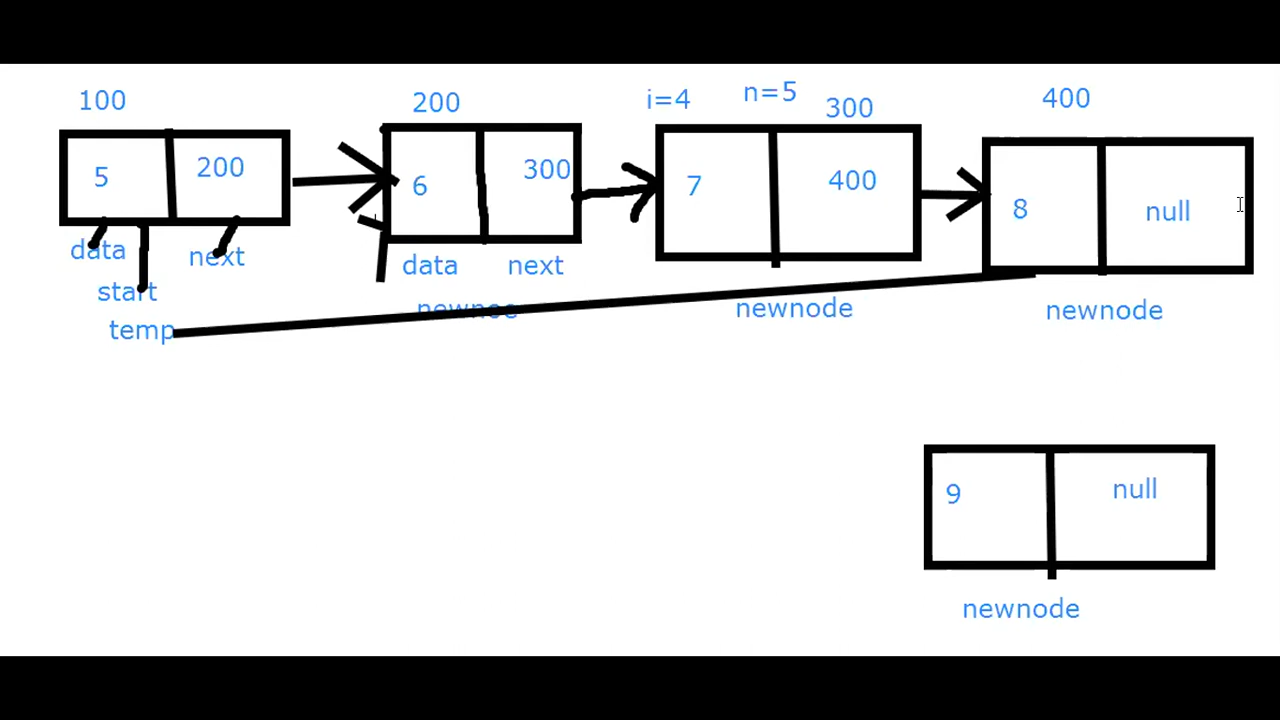 100
200
i=4
n=5
300
400
5
200
6
300
7
400
8
null
data
next
data
next
start
newnoe
newnode
newnode
temp
9
null
newnode